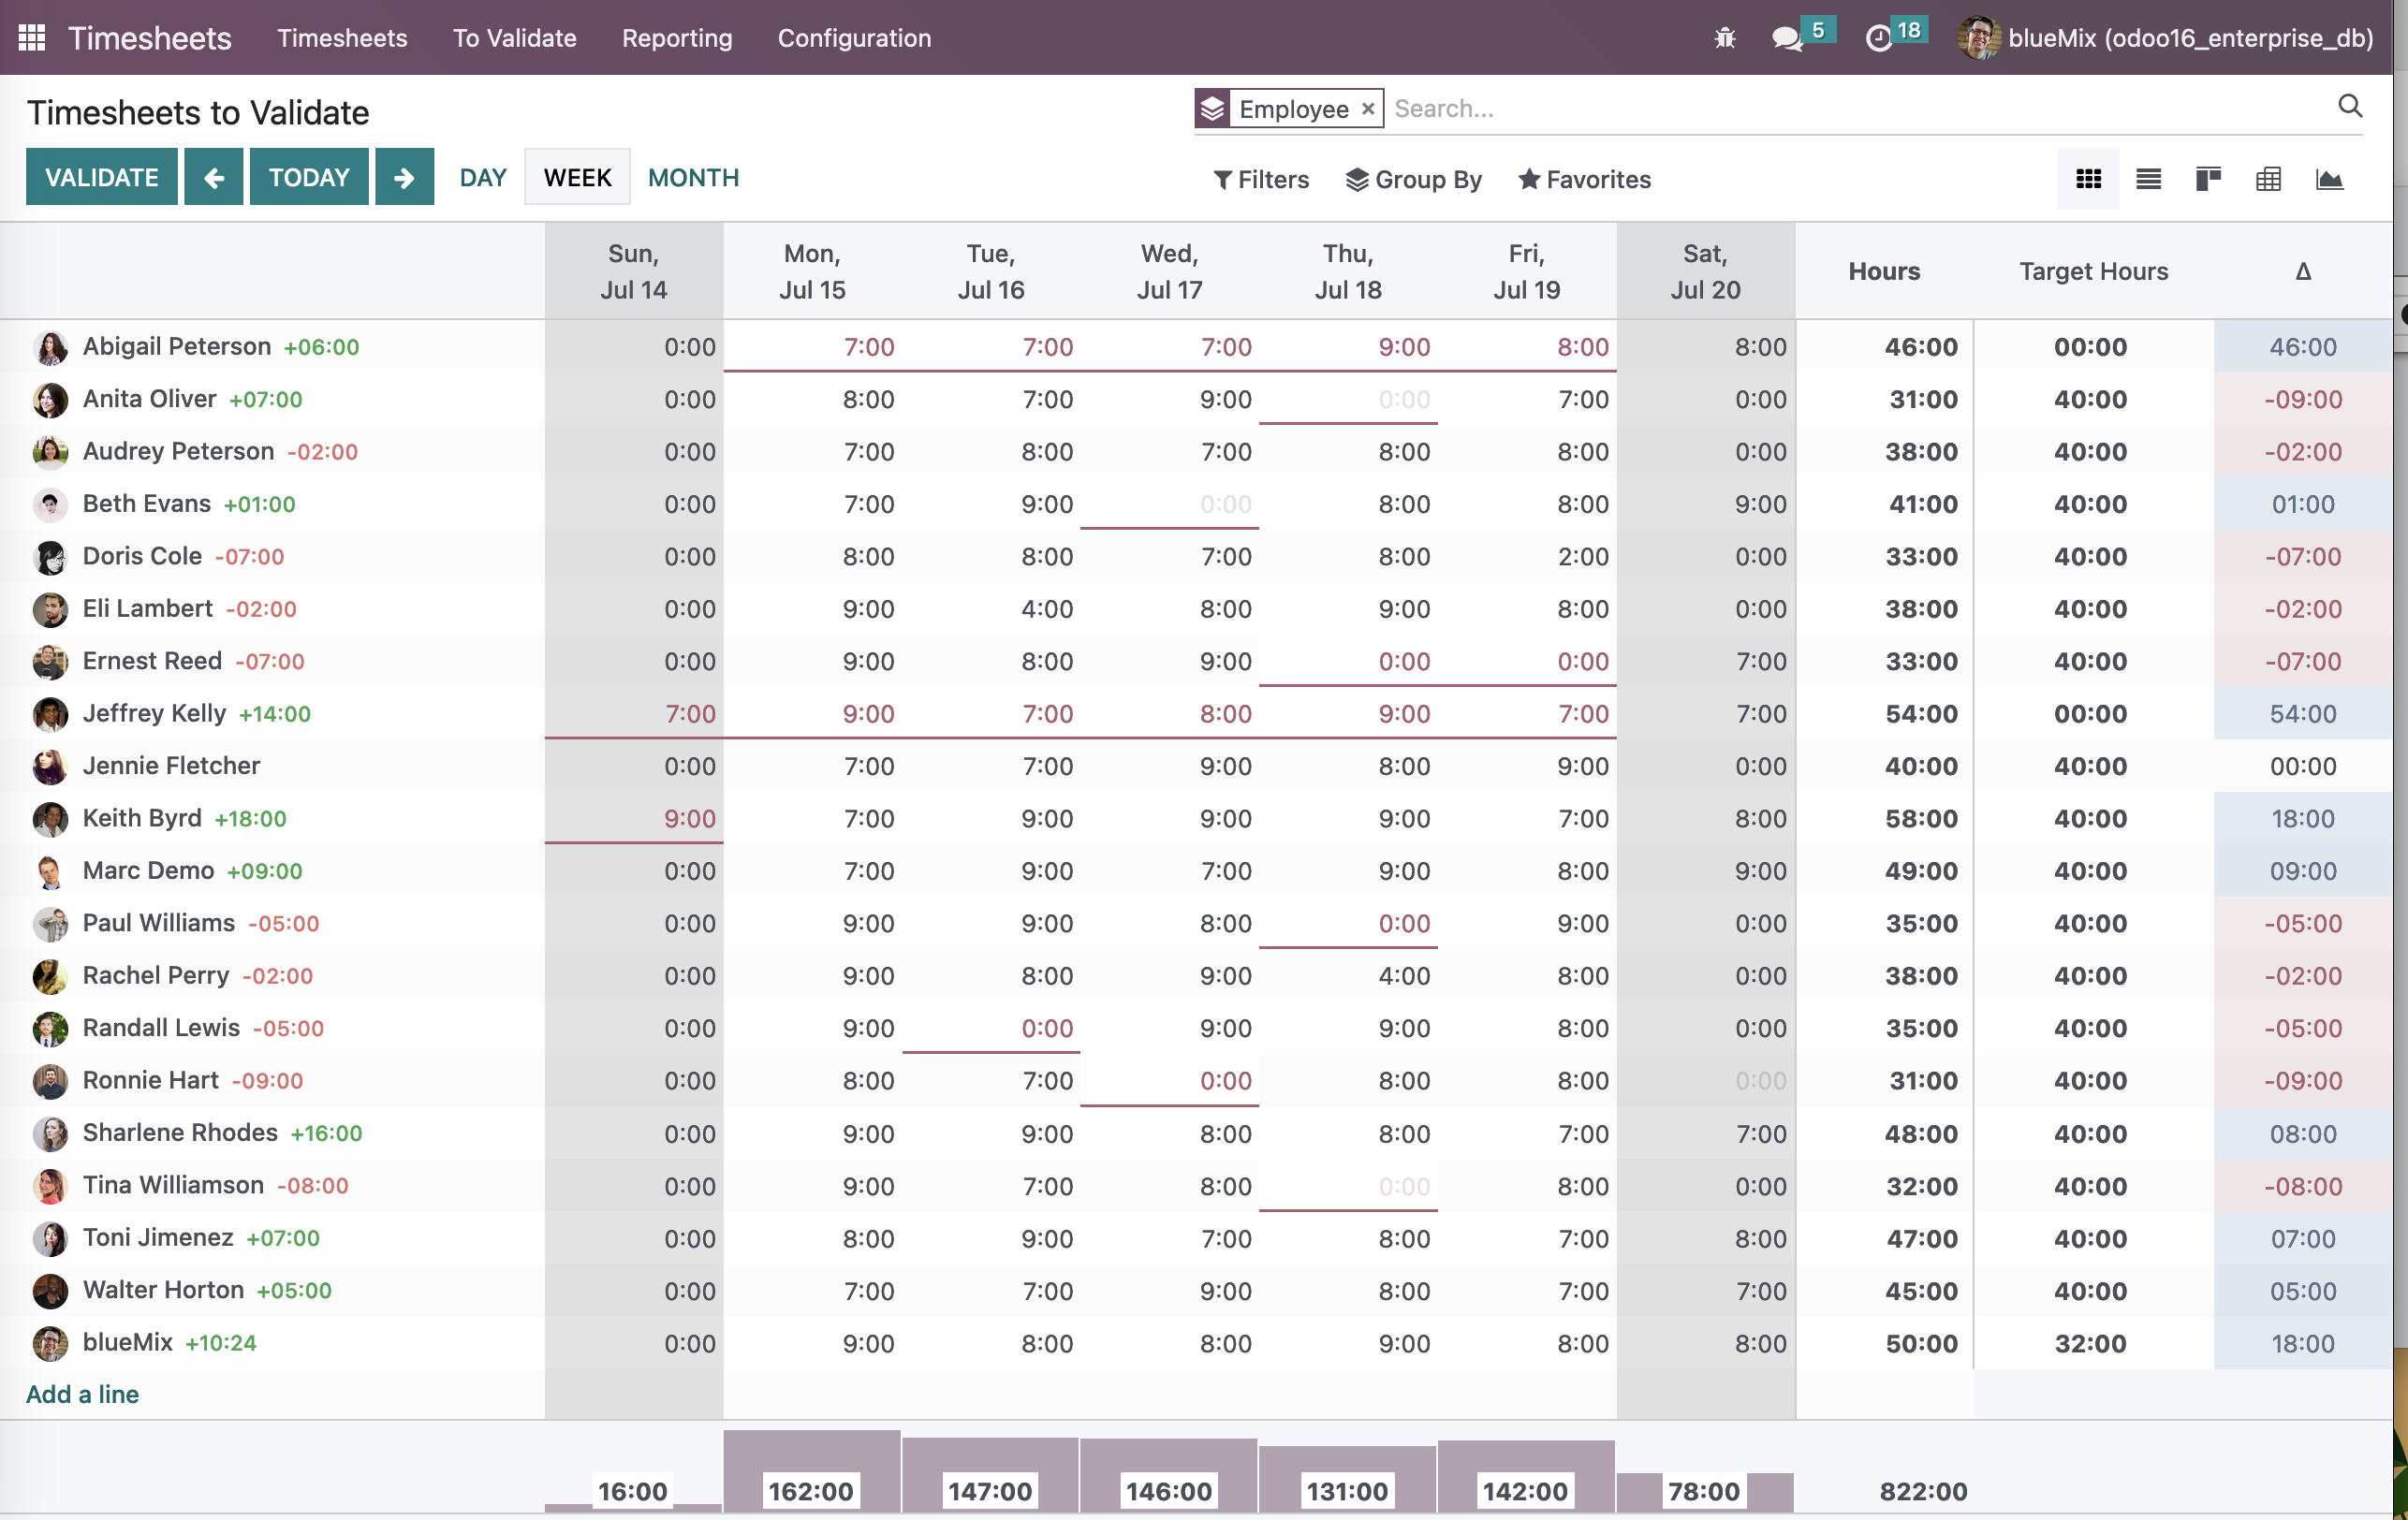 Timesheets Timesheets To Validate Reporting Configuration 5 18 blueMix (odoo16_enterprise_db)
Timesheets to Validate Employee × Search...
VALIDATE TODAY DAY WEEK MONTH Filters Group By Favorites
Sun, Mon, Tue, Wed, Thu, Fri, Sat,
Jul 14 Jul 15 Jul 16 Jul 17 Jul 18 Jul 19 Jul 20 Hours Target Hours Δ
Abigail Peterson +06:00 0:00 7:00 7:00 7:00 9:00 8:00 8:00 46:00 00:00 46:00
Anita Oliver +07:00 0:00 8:00 7:00 9:00 0:00 7:00 0:00 31:00 40:00 -09:00
Audrey Peterson -02:00 0:00 7:00 8:00 7:00 8:00 8:00 0:00 38:00 40:00 -02:00
Beth Evans +01:00 0:00 7:00 9:00 0:00 8:00 8:00 9:00 41:00 40:00 01:00
Doris Cole -07:00 0:00 8:00 8:00 7:00 8:00 2:00 0:00 33:00 40:00 -07:00
Eli Lambert -02:00 0:00 9:00 4:00 8:00 9:00 8:00 0:00 38:00 40:00 -02:00
Ernest Reed -07:00 0:00 9:00 8:00 9:00 0:00 0:00 7:00 33:00 40:00 -07:00
Jeffrey Kelly +14:00 7:00 9:00 7:00 8:00 9:00 7:00 7:00 54:00 00:00 54:00
Jennie Fletcher 0:00 7:00 7:00 9:00 8:00 9:00 0:00 40:00 40:00 00:00
Keith Byrd +18:00 9:00 7:00 9:00 9:00 9:00 7:00 8:00 58:00 40:00 18:00
Marc Demo +09:00 0:00 7:00 9:00 7:00 9:00 8:00 9:00 49:00 40:00 09:00
Paul Williams -05:00 0:00 9:00 9:00 8:00 0:00 9:00 0:00 35:00 40:00 -05:00
Rachel Perry -02:00 0:00 9:00 8:00 9:00 4:00 8:00 0:00 38:00 40:00 -02:00
Randall Lewis -05:00 0:00 9:00 0:00 9:00 9:00 8:00 0:00 35:00 40:00 -05:00
Ronnie Hart -09:00 0:00 8:00 7:00 0:00 8:00 8:00 0:00 31:00 40:00 -09:00
Sharlene Rhodes +16:00 0:00 9:00 9:00 8:00 8:00 7:00 7:00 48:00 40:00 08:00
Tina Williamson -08:00 0:00 9:00 7:00 8:00 0:00 8:00 0:00 32:00 40:00 -08:00
Toni Jimenez +07:00 0:00 8:00 9:00 7:00 8:00 7:00 8:00 47:00 40:00 07:00
Walter Horton +05:00 0:00 7:00 7:00 9:00 8:00 7:00 7:00 45:00 40:00 05:00
blueMix +10:24 0:00 9:00 8:00 8:00 9:00 8:00 8:00 50:00 32:00 18:00
Add a line
16:00 162:00 147:00 146:00 131:00 142:00 78:00 822:00